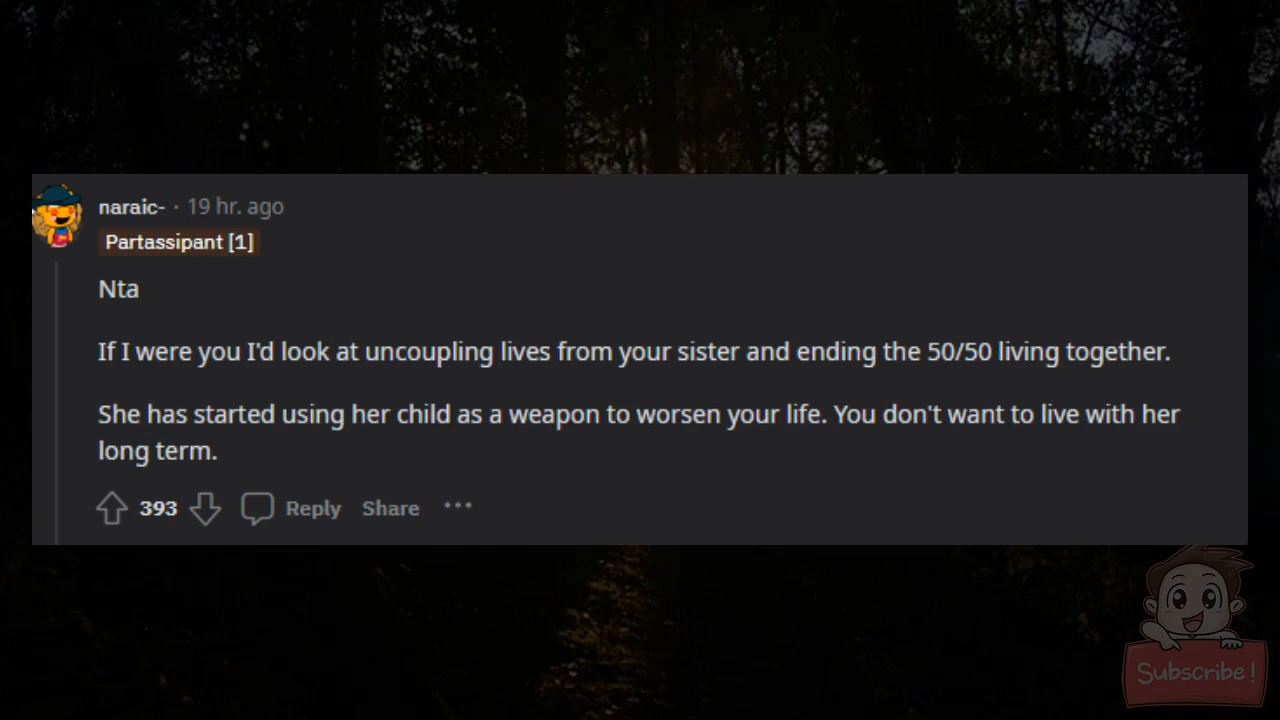 naraic- · 19 hr. ago
Partassipant [1]
Nta
If I were you I'd look at uncoupling lives from your sister and ending the 50/50 living together.
She has started using her child as a weapon to worsen your life. You don't want to live with her
long term.
393 Reply Share ···
Subscribe!